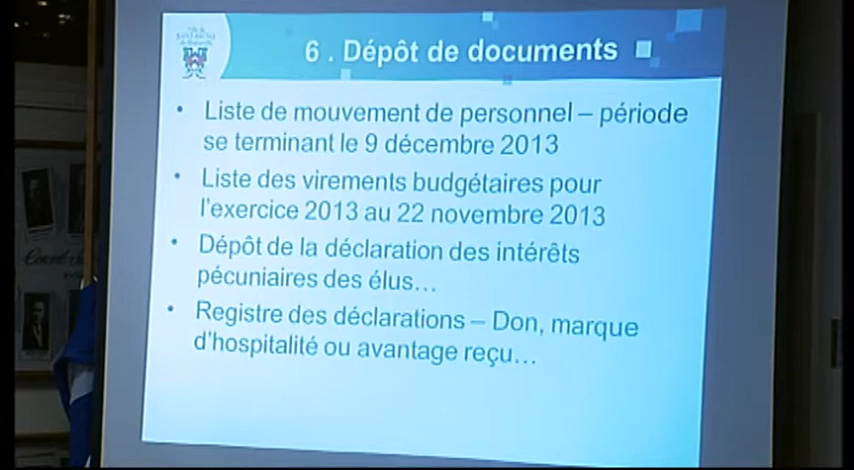 6 . Dépôt de documents
• Liste de mouvement de personnel – période
se terminant le 9 décembre 2013
• Liste des virements budgétaires pour
l'exercice 2013 au 22 novembre 2013
• Dépôt de la déclaration des intérêts
pécuniaires des élus…
• Registre des déclarations – Don, marque
d'hospitalité ou avantage reçu…